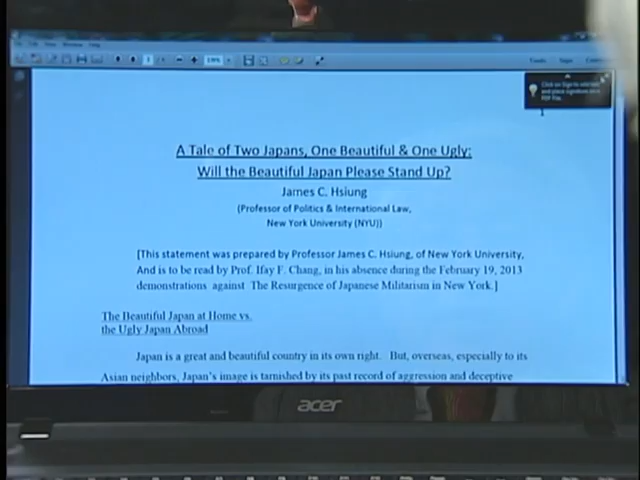 1
A Tale of Two Japans, One Beautiful & One Ugly:
Will the Beautiful Japan Please Stand Up?
James C. Hsiung
(Professor of Politics & International Law,
New York University (NYU))
[This statement was prepared by Professor James C. Hsiung, of New York University,
And is to be read by Prof. Ifay F. Chang, in his absence during the February 19, 2013
demonstrations against The Resurgence of Japanese Militarism in New York.]
The Beautiful Japan at Home vs.
the Ugly Japan Abroad
Japan is a great and beautiful country in its own right. But, overseas, especially to its
Asian neighbors, Japan's image is tarnished by its past record of aggression and deceptive
acer